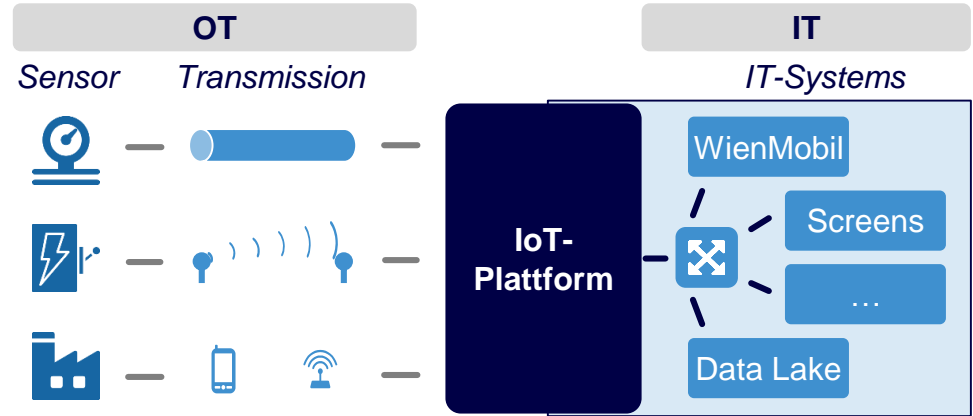 OT
IT
Sensor
Transmission
IT-Systems
WienMobil
Screens
IoT-
Plattform
…
Data Lake